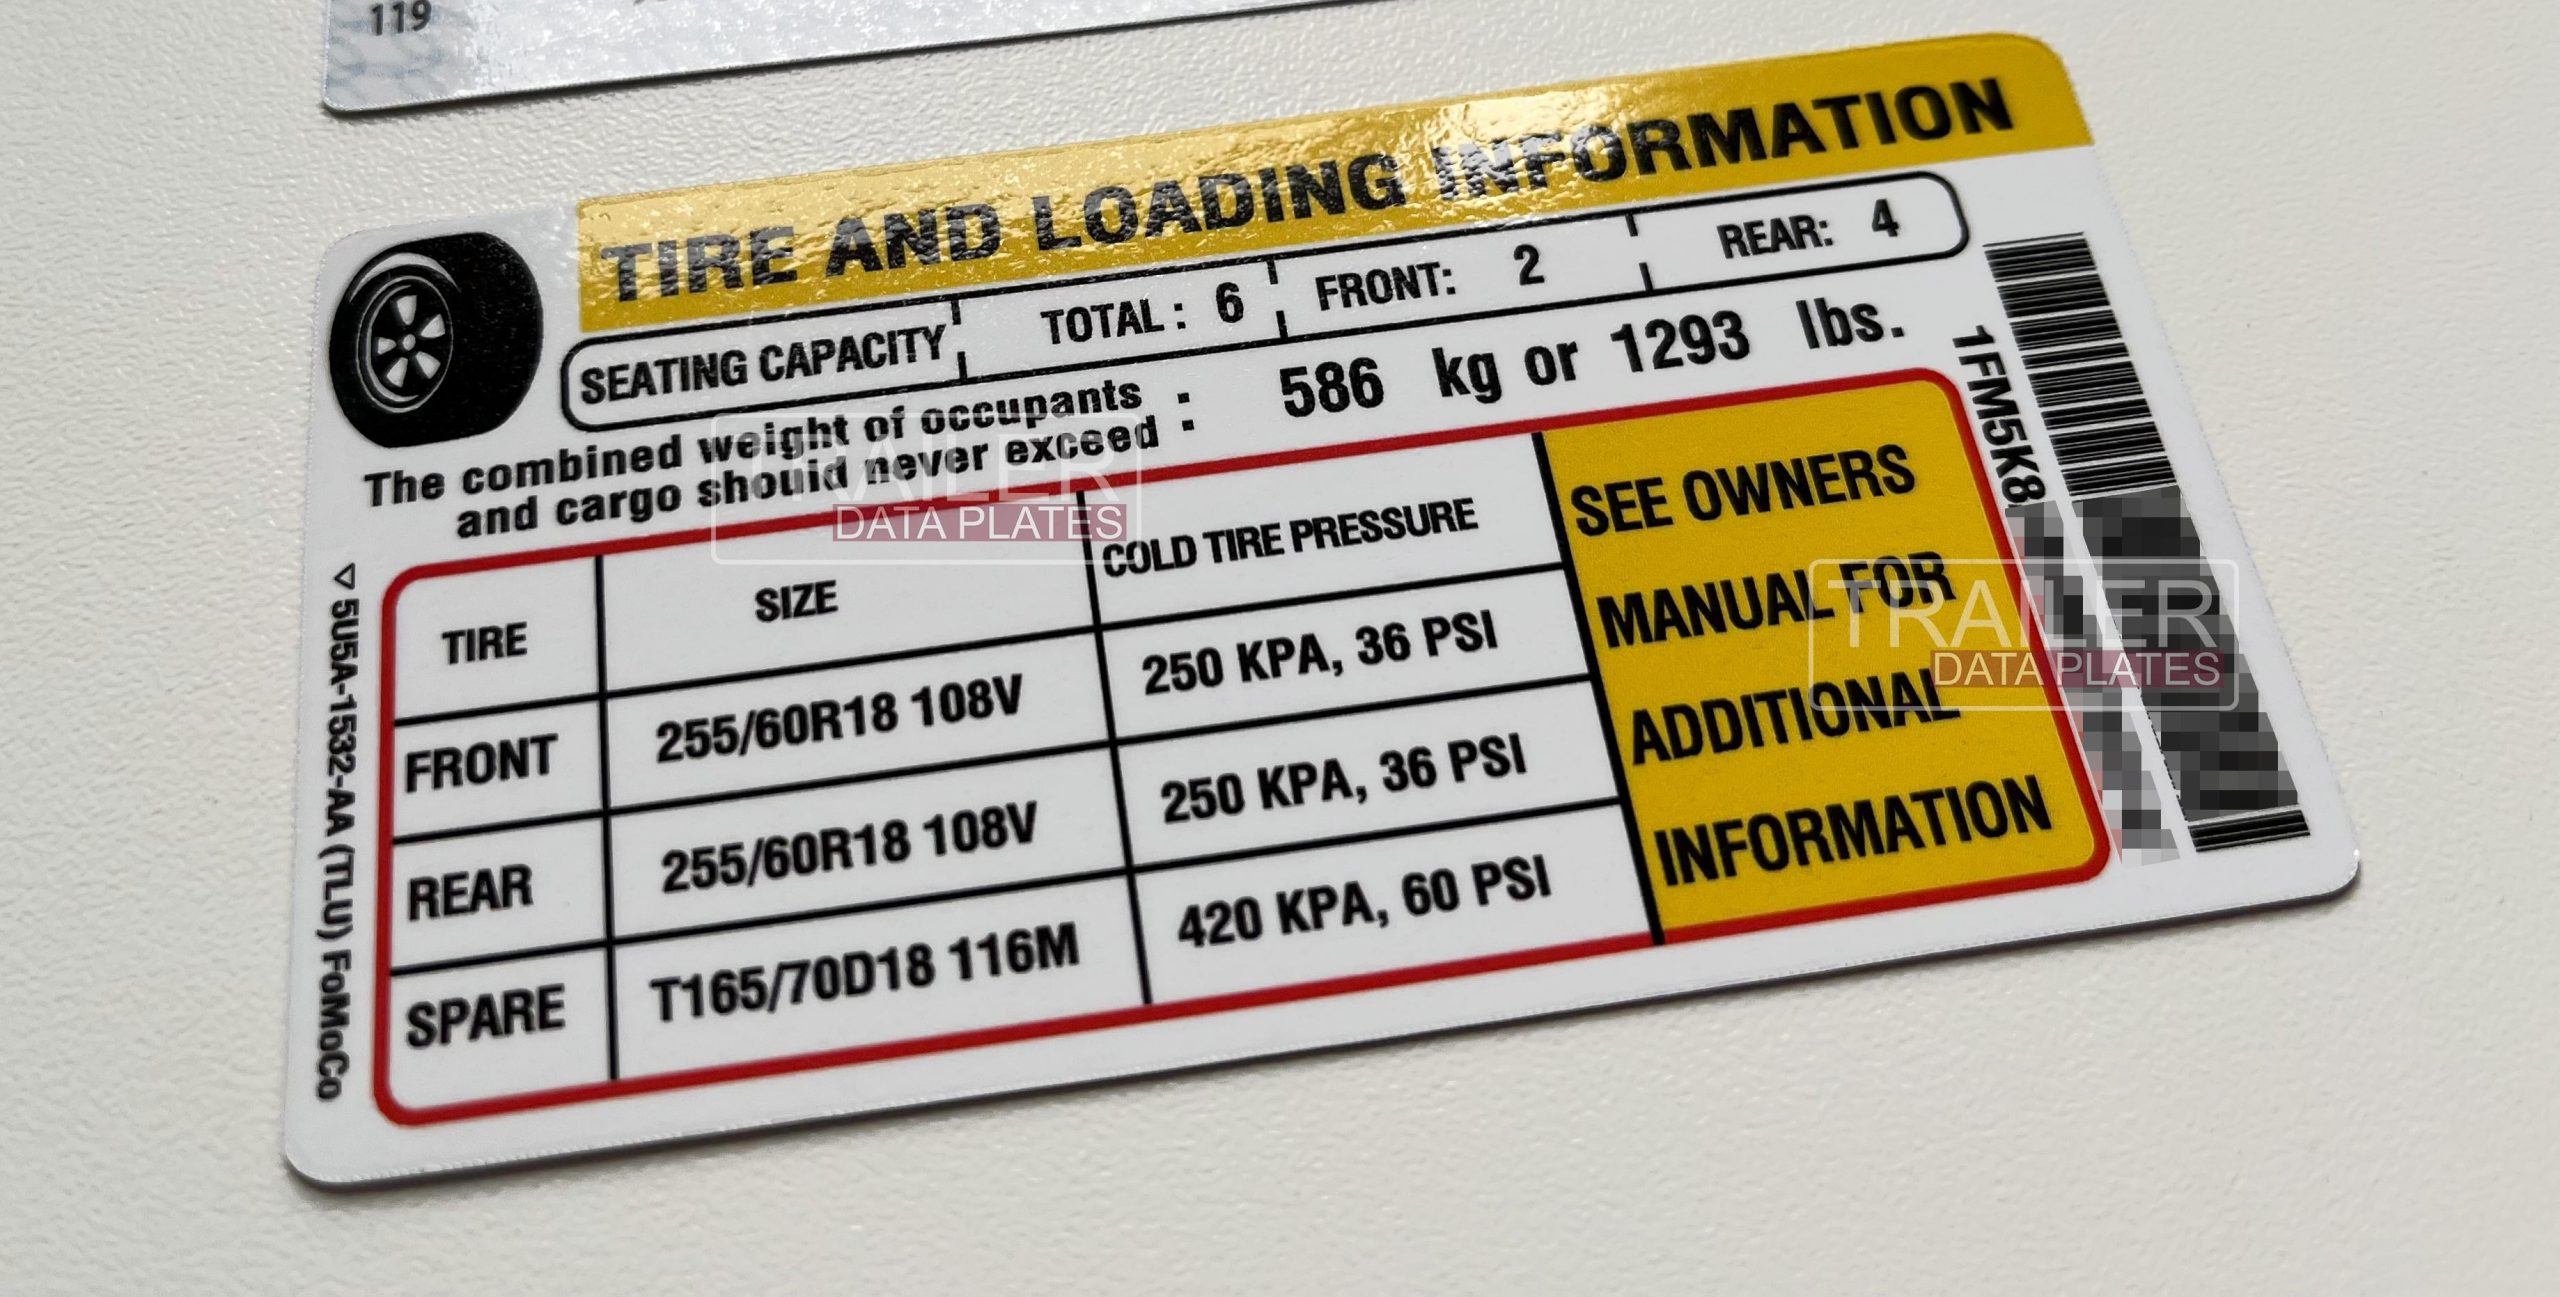 119
TIRE AND LOADING INFORMATION
SEATING CAPACITY TOTAL : 6 FRONT: 2 REAR: 4
The combined weight of occupants
and cargo should never exceed : 586 kg or 1293 lbs.
TIRE SIZE COLD TIRE PRESSURE
FRONT 255/60R18 108V 250 KPA, 36 PSI
REAR 255/60R18 108V 250 KPA, 36 PSI
SPARE T165/70D18 116M 420 KPA, 60 PSI
SEE OWNERS
MANUAL FOR
ADDITIONAL
INFORMATION
5U5A-1532-AA (TLU) FoMoCo
1FM5K8
TRAILER
DATA PLATES
TRAILER
DATA PLATES